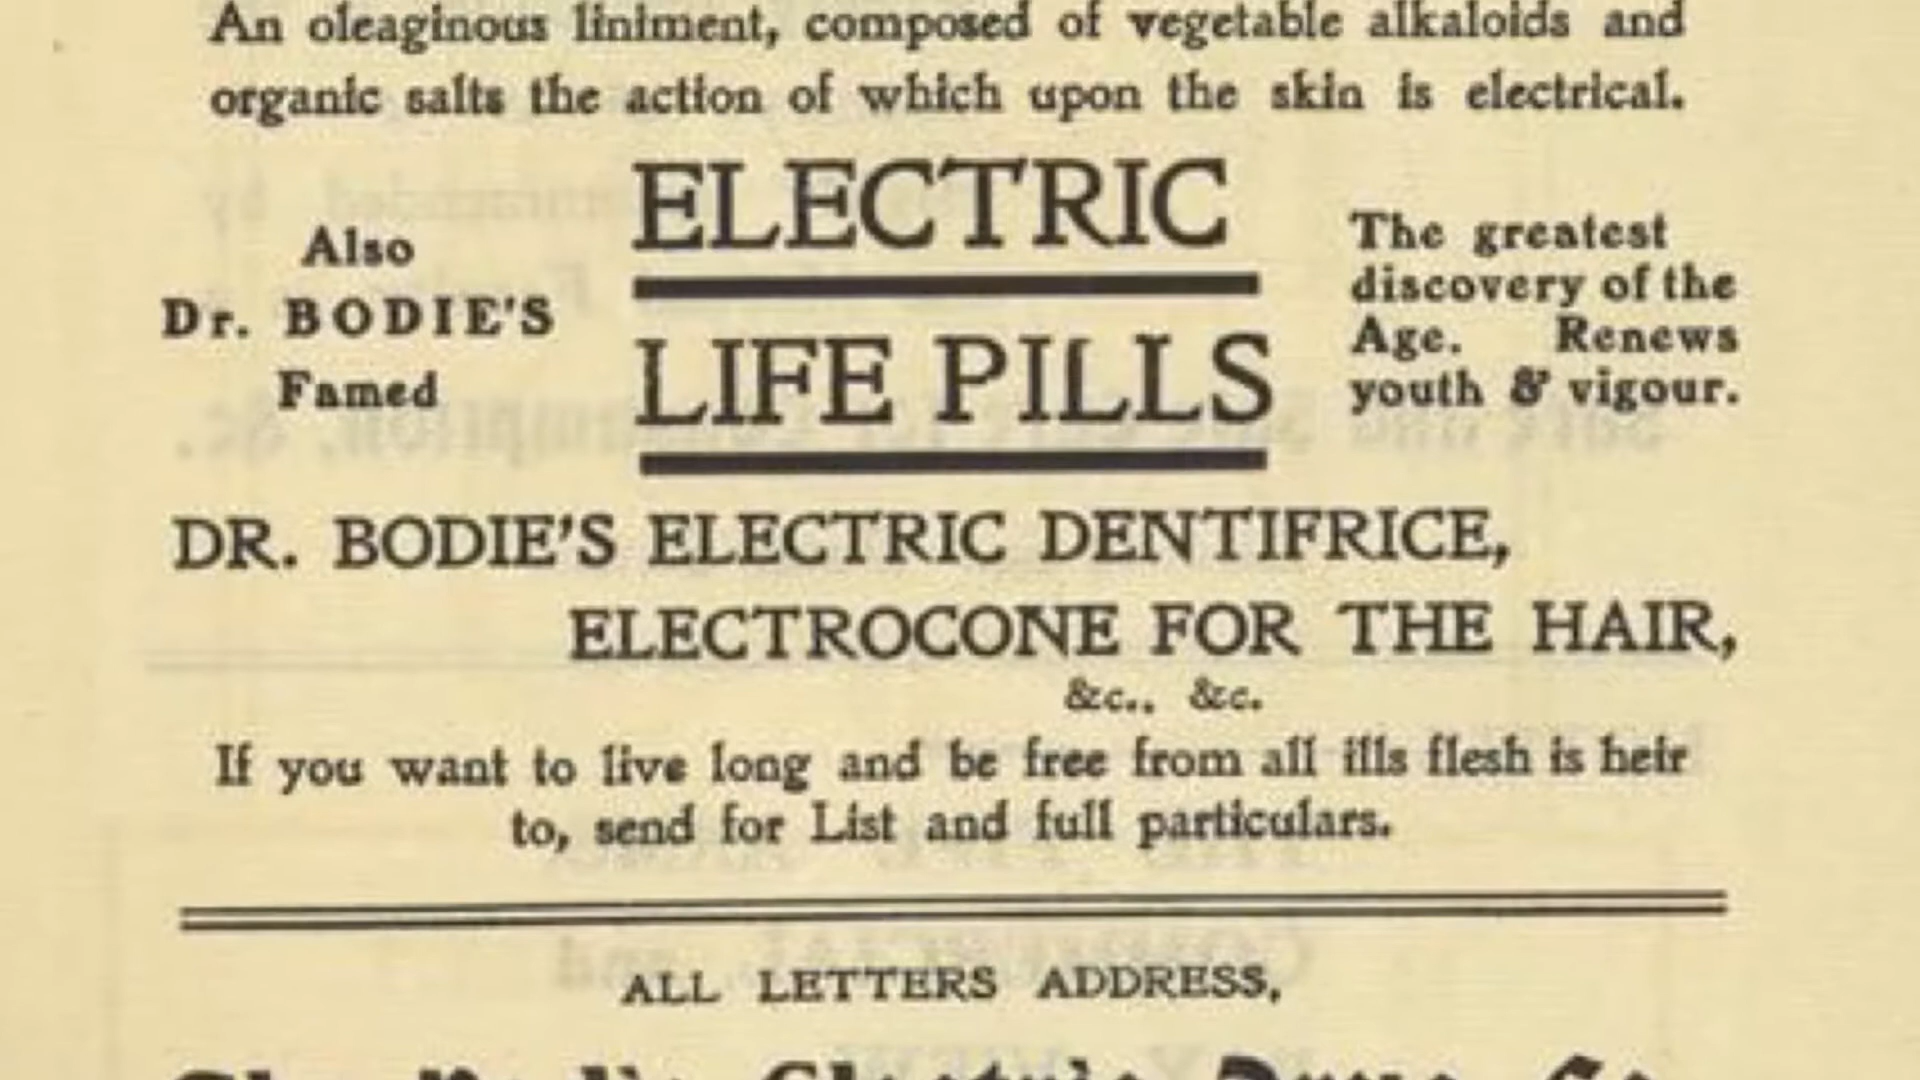 An oleaginous liniment, composed of vegetable alkaloids and
organic salts the action of which upon the skin is electrical.
Also
Dr. BODIE'S
Famed
ELECTRIC
LIFE PILLS
The greatest
discovery of the
Age. Renews
youth & vigour.
DR. BODIE'S ELECTRIC DENTIFRICE,
ELECTROCONE FOR THE HAIR,
&c., &c.
If you want to live long and be free from all ills flesh is heir
to, send for List and full particulars.
ALL LETTERS ADDRESS,